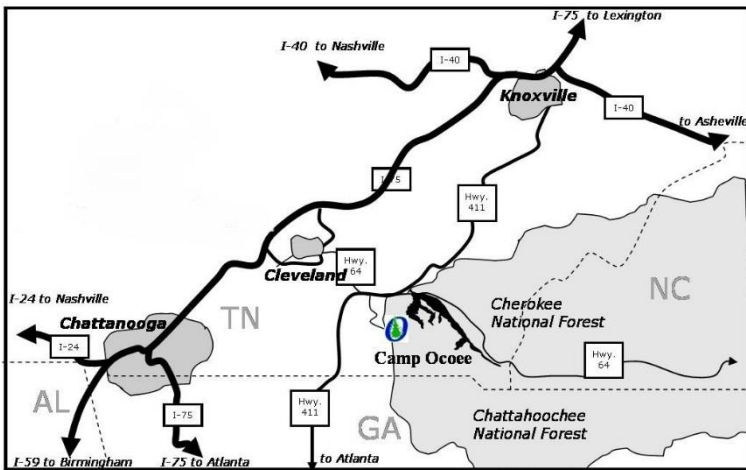 I-75 to Lexington
I-40 to Nashville
I-40
Knoxville
I-40
to Asheville
I-75
Hwy.
411
Hwy.
64
Cleveland
I-24 to Nashville
TN
NC
Chattanooga
Cherokee
National Forest
I-24
Camp Ocoee
Hwy.
64
AL
I-75
Hwy.
411
GA
Chattahoochee
National Forest
I-59 to Birmingham
I-75 to Atlanta
to Atlanta